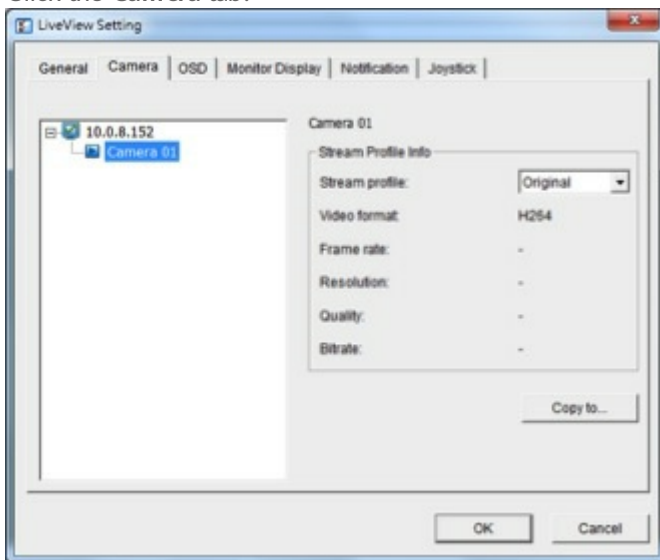 LiveView Setting
General Camera OSD Monitor Display Notification Joystick
10.0.8.152
Camera 01
Camera 01
Stream Profile Info
Stream profile: Original
Video format: H264
Frame rate: -
Resolution: -
Quality: -
Bitrate: -
Copy to...
OK Cancel